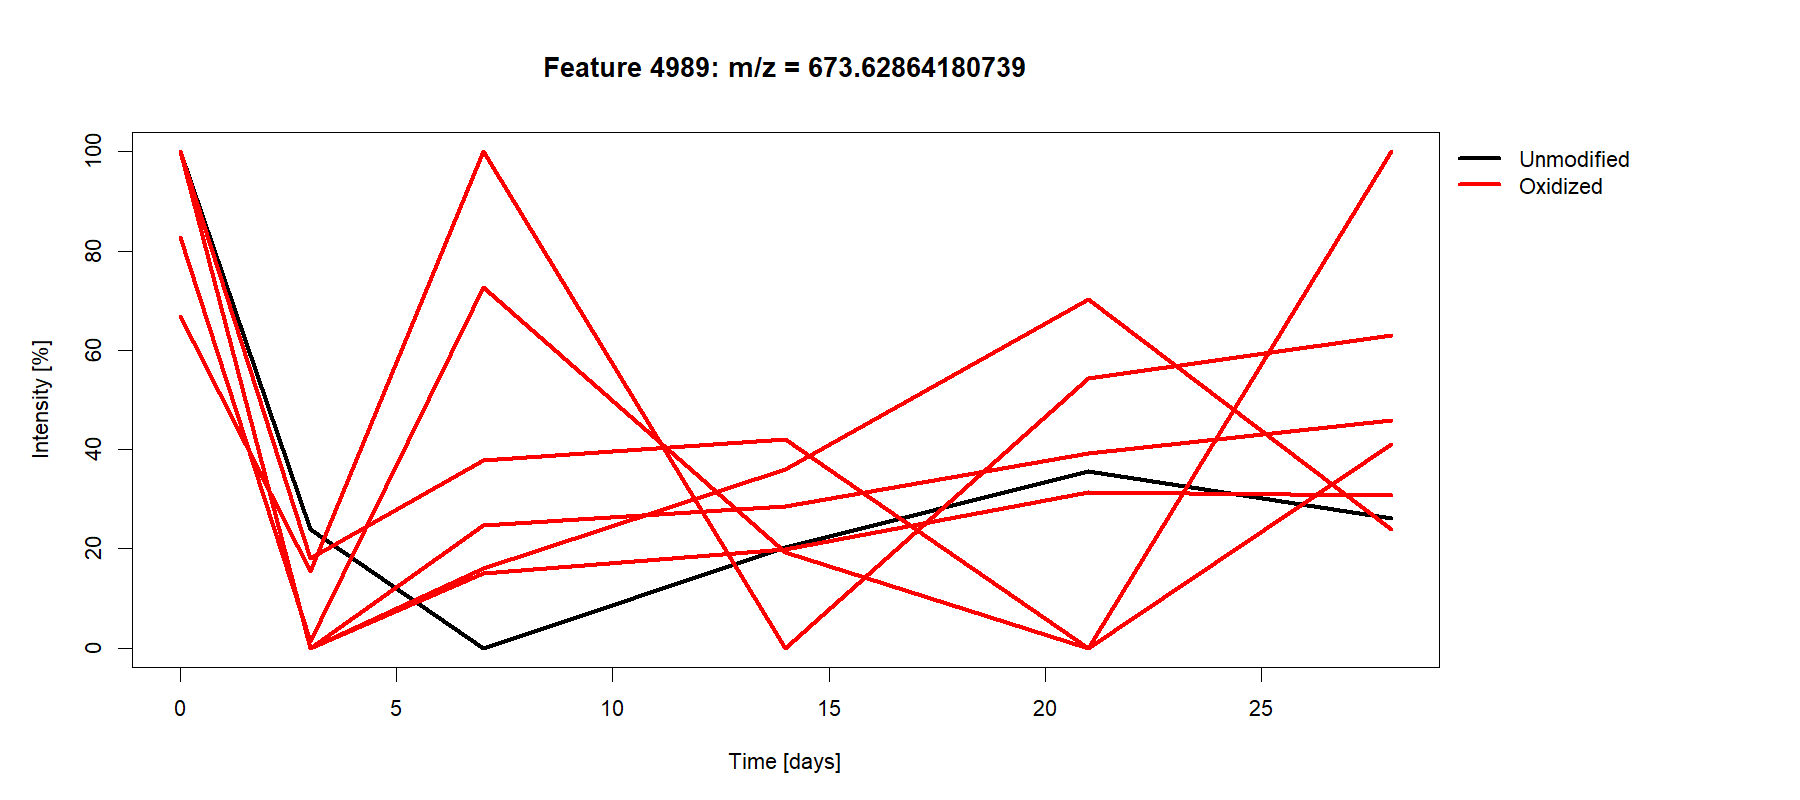 Feature 4989: m/z = 673.62864180739
100
80
60
40
20
0
Intensity [%]
0 5 10 15 20 25
Time [days]
Unmodified
Oxidized